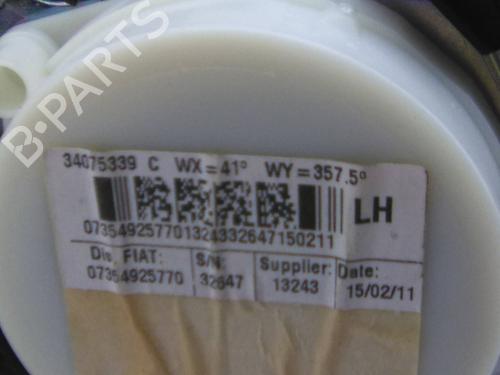 B-PARTS
34075339 C WX=41° WY=357.5°
LH
07354925770132433264715021​1
Dis. FIAT: S/N: Supplier: Date:
07354925770 32647 13243 15/02/11